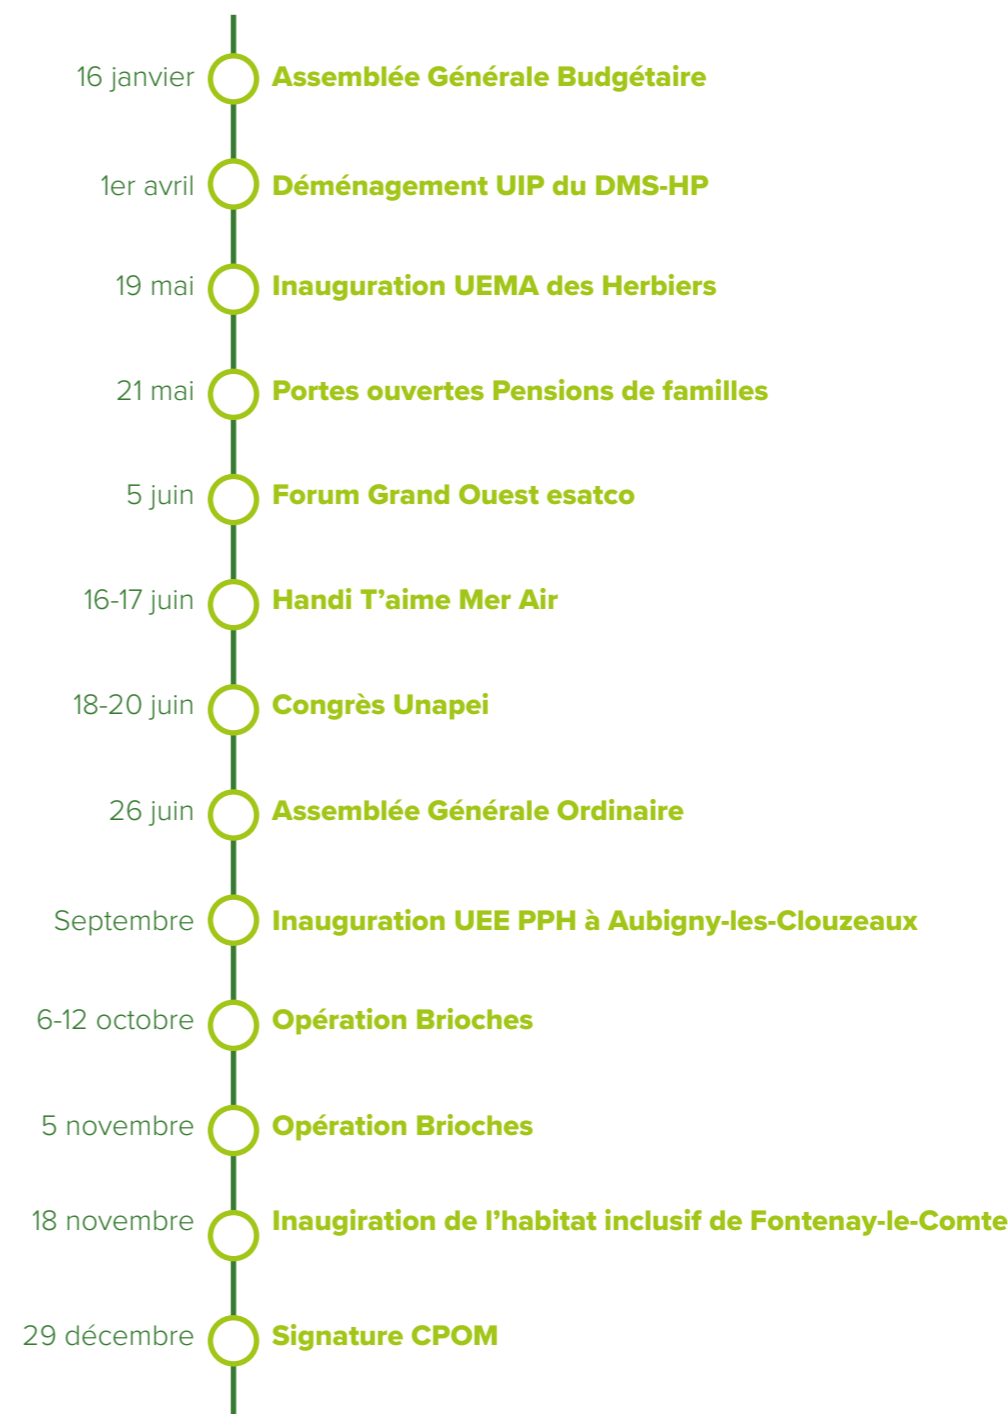 16 janvier Assemblée Générale Budgétaire
1er avril Déménagement UIP du DMS-HP
19 mai Inauguration UEMA des Herbiers
21 mai Portes ouvertes Pensions de familles
5 juin Forum Grand Ouest esatco
16-17 juin Handi T’aime Mer Air
18-20 juin Congrès Unapei
26 juin Assemblée Générale Ordinaire
Septembre Inauguration UEE PPH à Aubigny-les-Clouzeaux
6-12 octobre Opération Brioches
5 novembre Opération Brioches
18 novembre Inaugiration de l’habitat inclusif de Fontenay-le-Comte
29 décembre Signature CPOM